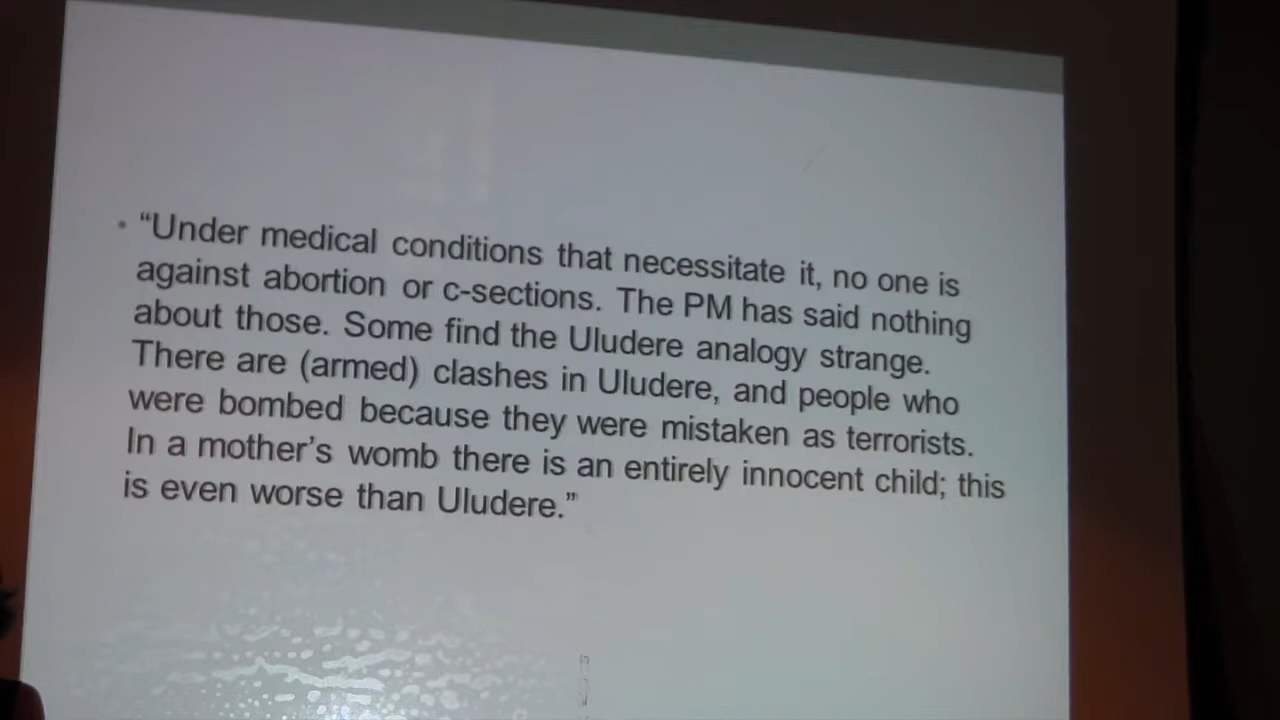 • “Under medical conditions that necessitate it, no one is
against abortion or c-sections. The PM has said nothing
about those. Some find the Uludere analogy strange.
There are (armed) clashes in Uludere, and people who
were bombed because they were mistaken as terrorists.
In a mother’s womb there is an entirely innocent child; this
is even worse than Uludere.”